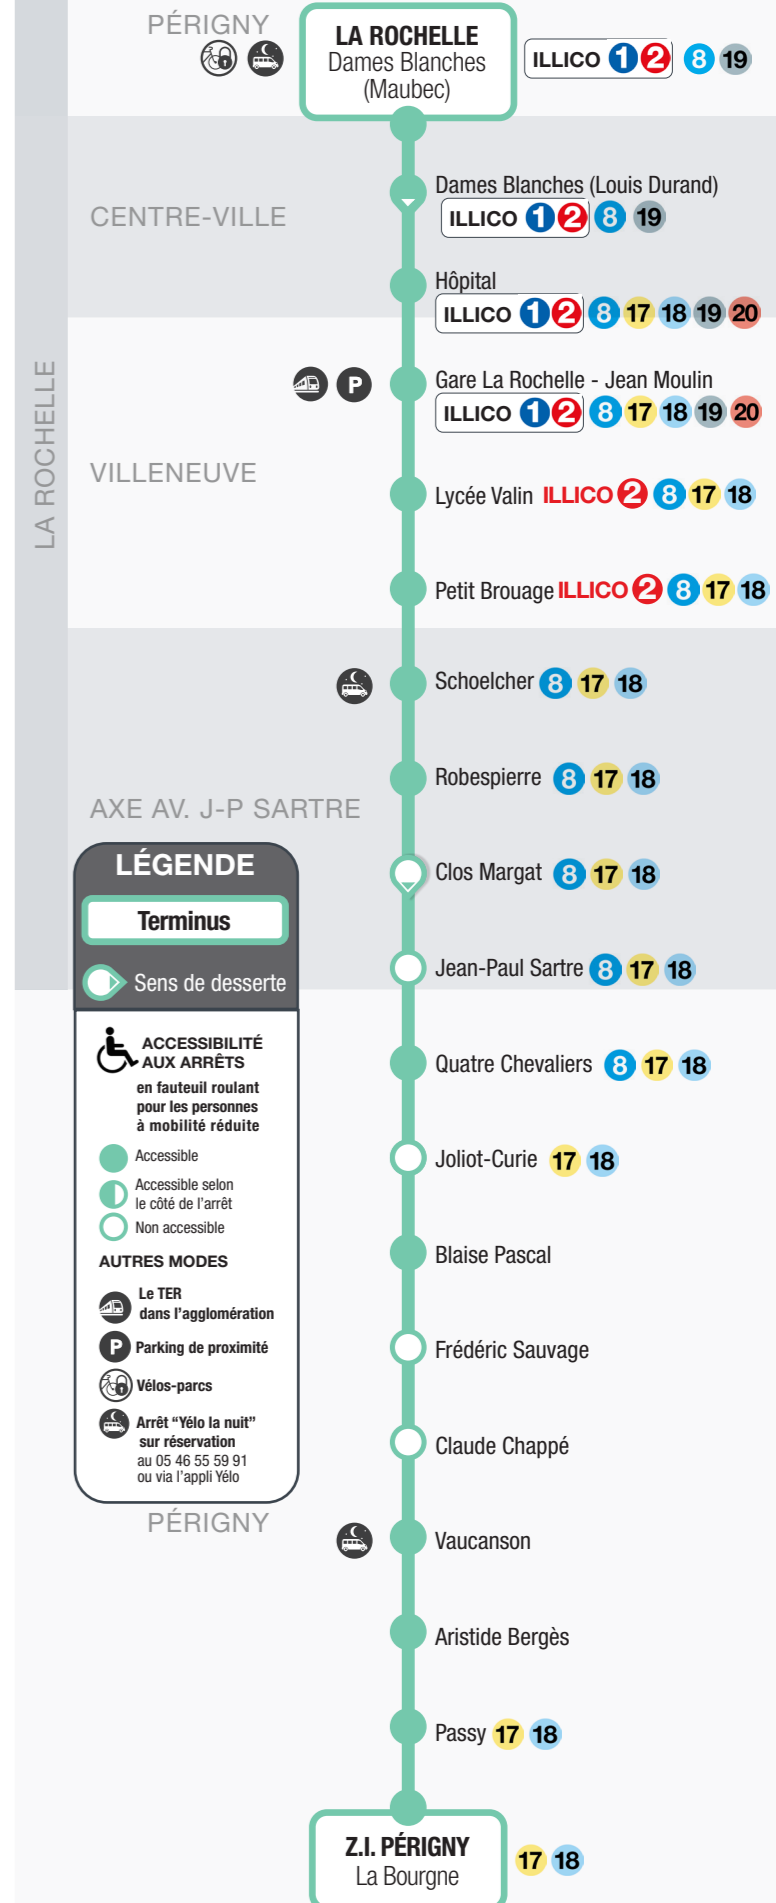 PÉRIGNY
LA ROCHELLE
Dames Blanches
(Maubec)
ILLICO 1 2 8 19
LA ROCHELLE
CENTRE-VILLE
Dames Blanches (Louis Durand)
ILLICO 1 2 8 19
Hôpital
ILLICO 1 2 8 17 18 19 20
VILLENEUVE
P
Gare La Rochelle - Jean Moulin
ILLICO 1 2 8 17 18 19 20
Lycée Valin ILLICO 2 8 17 18
Petit Brouage ILLICO 2 8 17 18
AXE AV. J-P SARTRE
Schoelcher 8 17 18
Robespierre 8 17 18
Clos Margat 8 17 18
Jean-Paul Sartre 8 17 18
Quatre Chevaliers 8 17 18
Joliot-Curie 17 18
Blaise Pascal
Frédéric Sauvage
Claude Chappé
PÉRIGNY
Vaucanson
Aristide Bergès
Passy 17 18
Z.I. PÉRIGNY
La Bourgne
17 18
LÉGENDE
Terminus
Sens de desserte
ACCESSIBILITÉ
AUX ARRÊTS
en fauteuil roulant
pour les personnes
à mobilité réduite
Accessible
Accessible selon
le côté de l'arrêt
Non accessible
AUTRES MODES
Le TER
dans l'agglomération
P Parking de proximité
Vélos-parcs
Arrêt "Yélo la nuit"
sur réservation
au 05 46 55 59 91
ou via l'appli Yélo